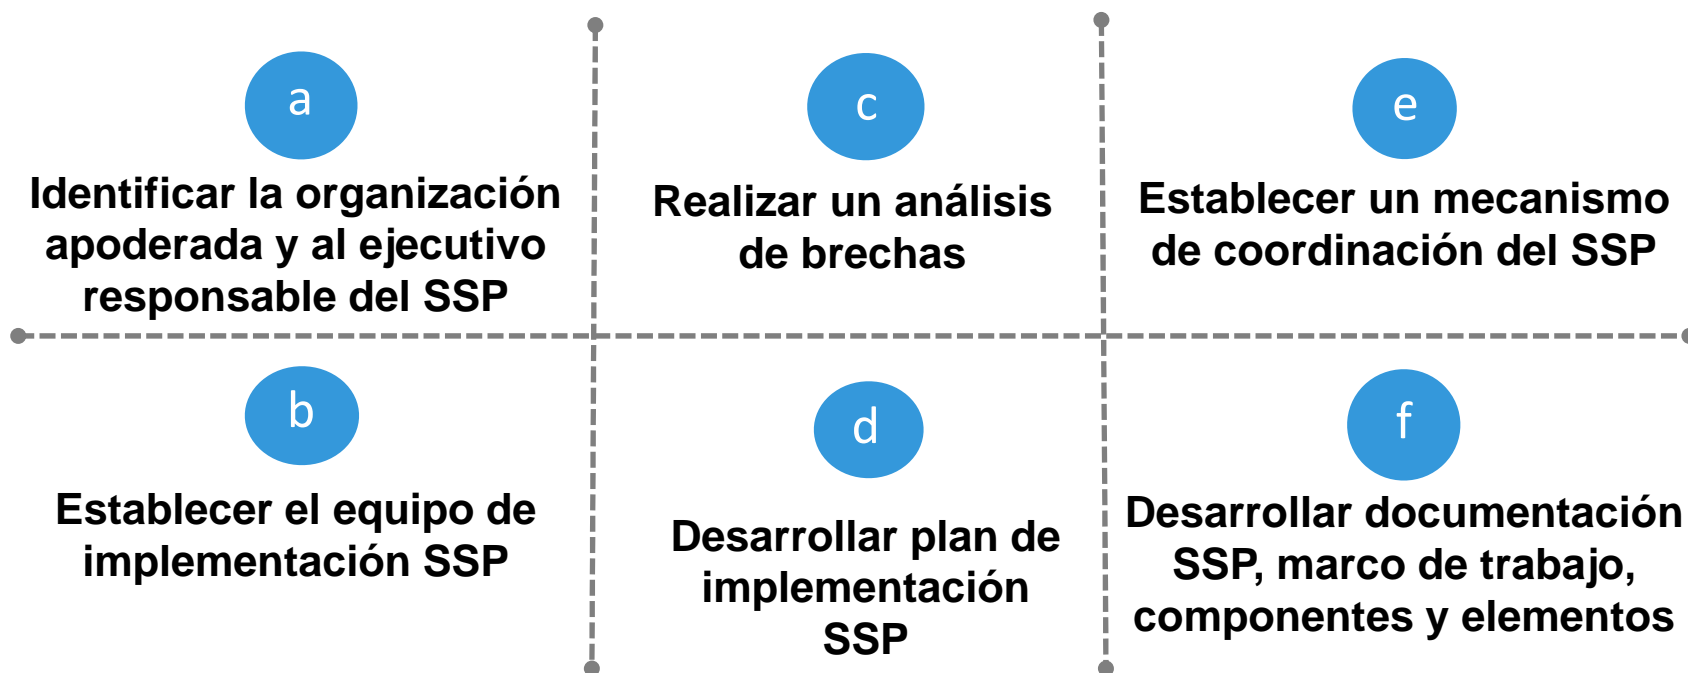 a
Identificar la organización
apoderada y al ejecutivo
responsable del SSP
b
Establecer el equipo de
implementación SSP
c
Realizar un análisis
de brechas
d
Desarrollar plan de
implementación
SSP
e
Establecer un mecanismo
de coordinación del SSP
f
Desarrollar documentación
SSP, marco de trabajo,
componentes y elementos